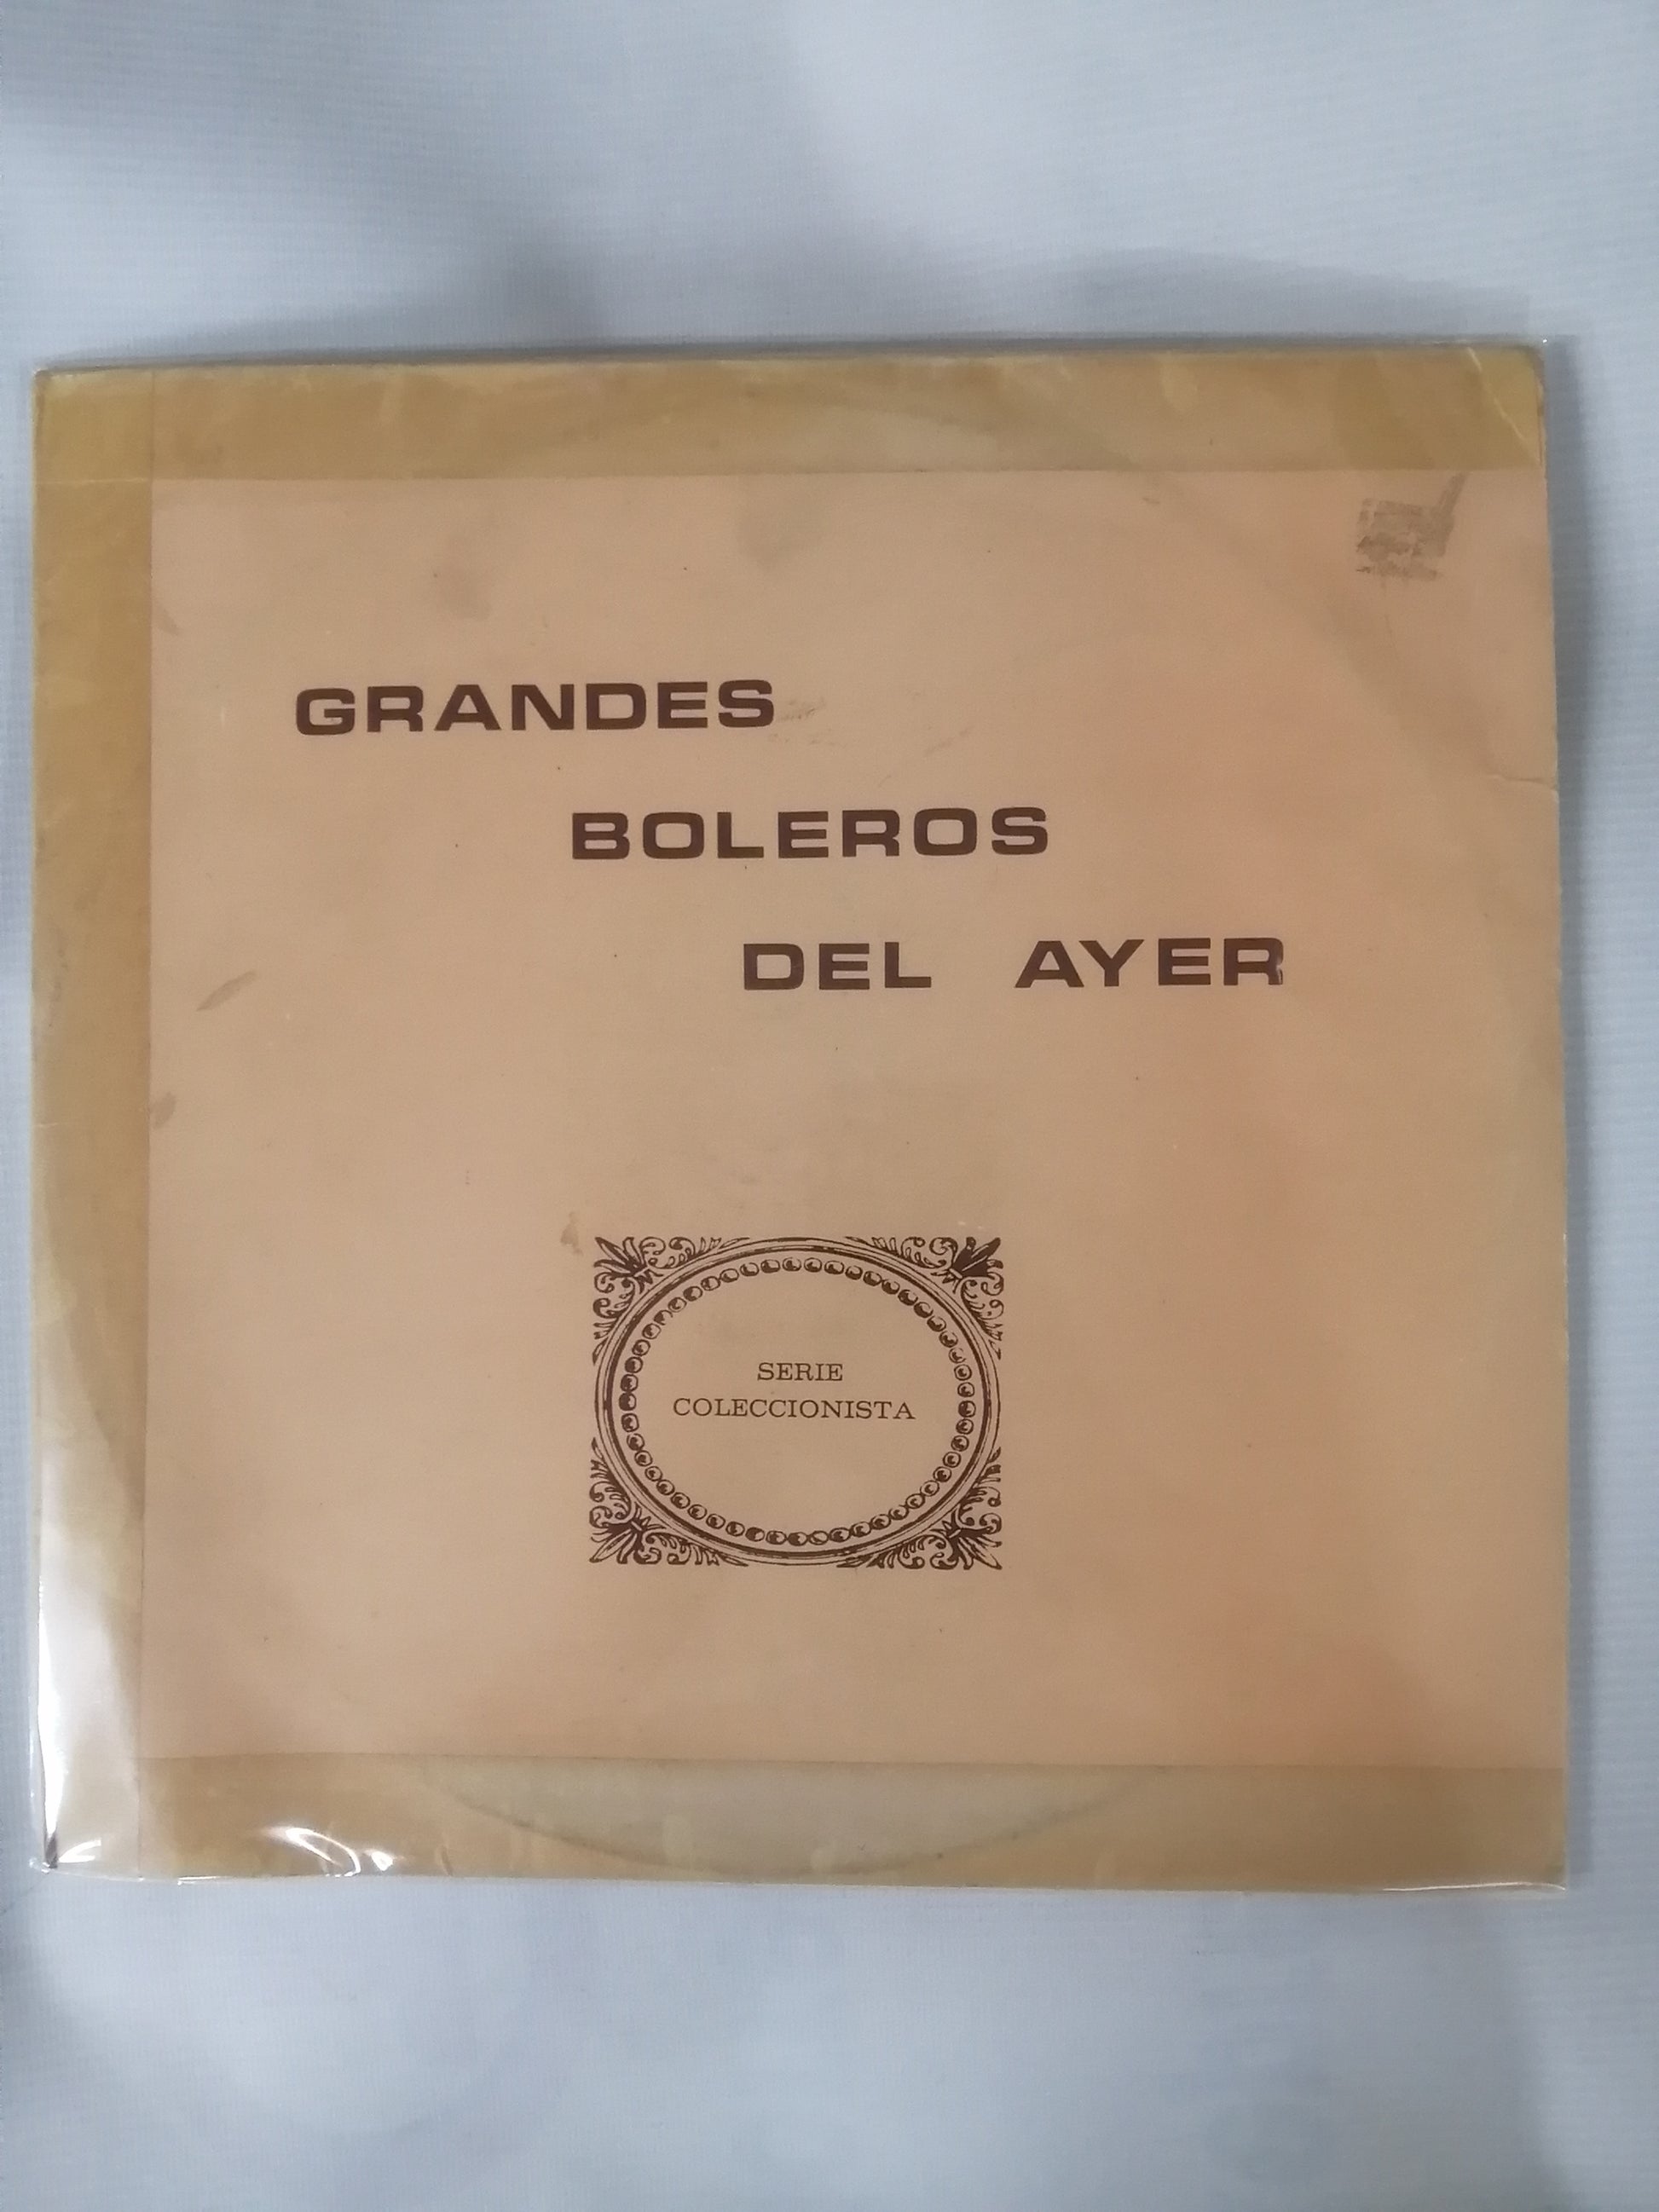 GRANDES
BOLEROS
DEL AYER
SERIE
COLECCIONISTA